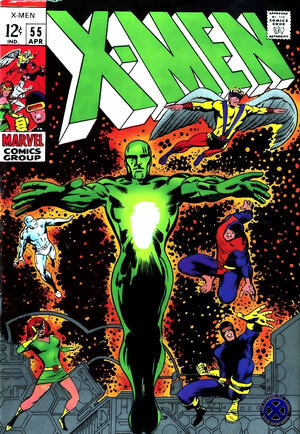 X-MEN
12¢
IND.
55
APR
X-MEN
APPROVED
BY THE
COMICS
CODE
AUTHORITY
MARVEL
COMICS
GROUP